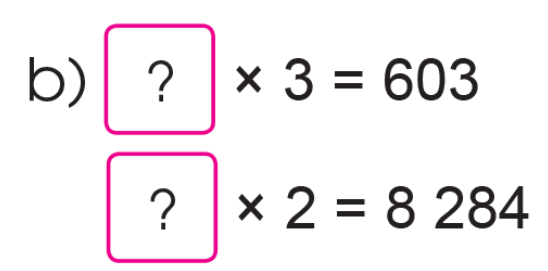 b) ? × 3 = 603
? × 2 = 8 284